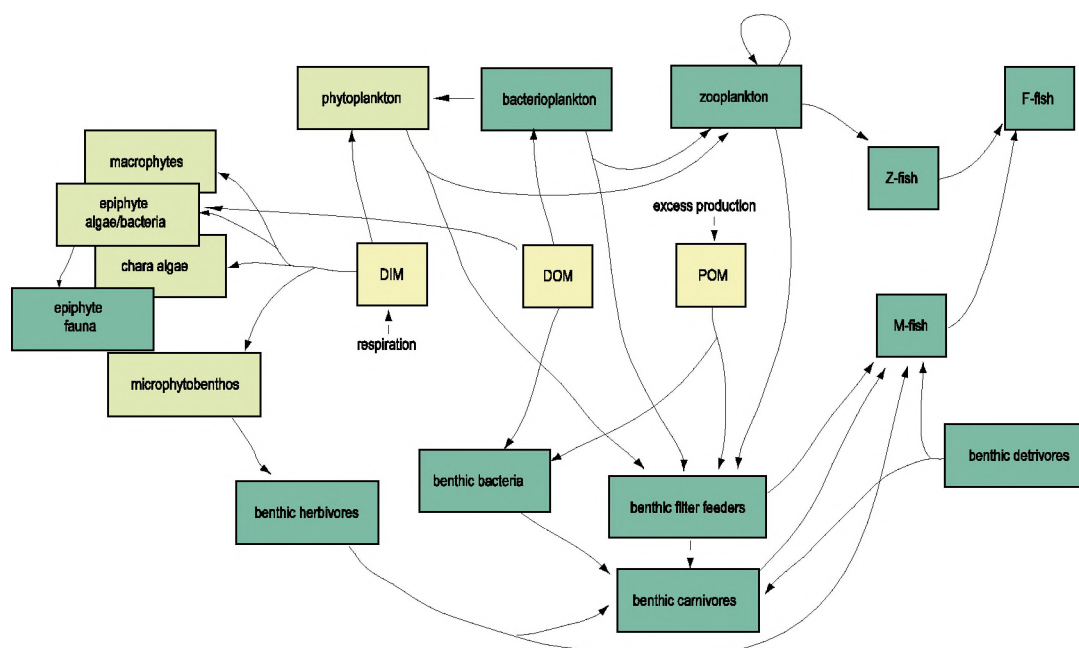 phytoplankton
bacterioplankton
zooplankton
F-fish
macrophytes
Z-fish
epiphyte
algae/bacteria
excess production
chara algae
DIM
DOM
POM
epiphyte
fauna
respiration
M-fish
microphytobenthos
benthic detrivores
benthic bacteria
benthic herbivores
benthic filter feeders
benthic carnivores